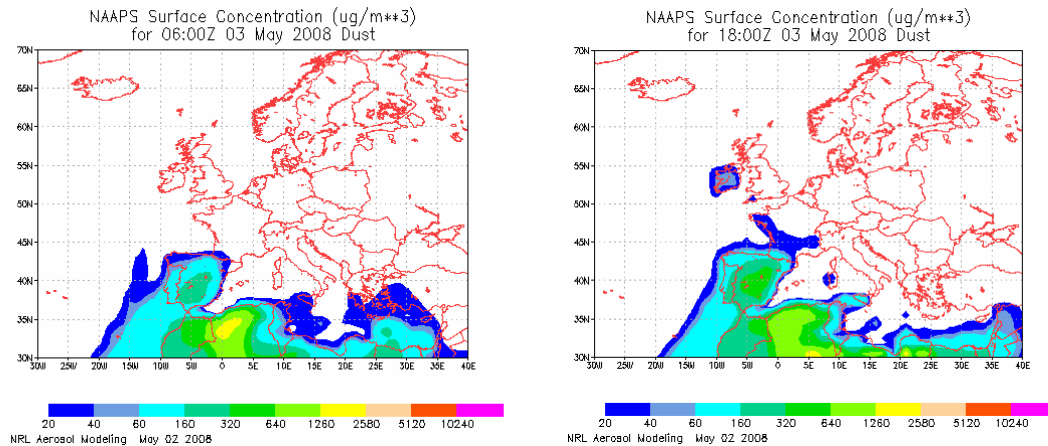 NAAPS Surface Concentration (ug/m**3)
for 06:00Z 03 May 2008 Dust
70N
65N
60N
55N
50N
45N
40N
35N
30N
30W 25W 20W 15W 10W 5W 0 5E 10E 15E 20E 25E 30E 35E 40E
20 40 80 160 320 640 1260 2580 5120 10240
NRL Aerosol Modeling May 02 2008
NAAPS Surface Concentration (ug/m**3)
for 18:00Z 03 May 2008 Dust
70N
65N
60N
55N
50N
45N
40N
35N
30N
30W 25W 20W 15W 10W 5W 0 5E 10E 15E 20E 25E 30E 35E 40E
20 40 60 160 320 640 1260 2580 5120 10240
NRL Aerosol Modeling May 02 2008